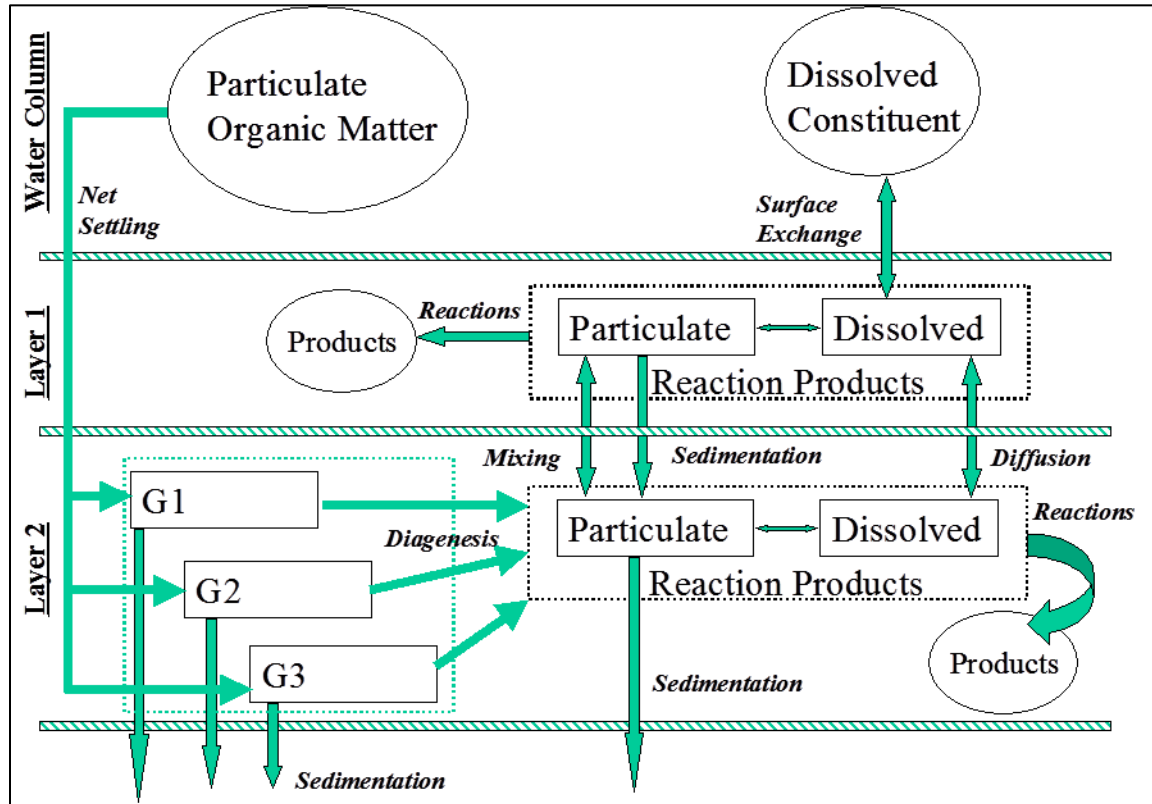 Water Column
Particulate
Organic Matter
Dissolved
Constituent
Net
Settling
Surface
Exchange
Layer 1
Products
Reactions
Particulate
Dissolved
Reaction Products
Mixing
Sedimentation
Diffusion
Layer 2
G1
G2
G3
Diagenesis
Particulate
Dissolved
Reaction Products
Reactions
Products
Sedimentation
Sedimentation